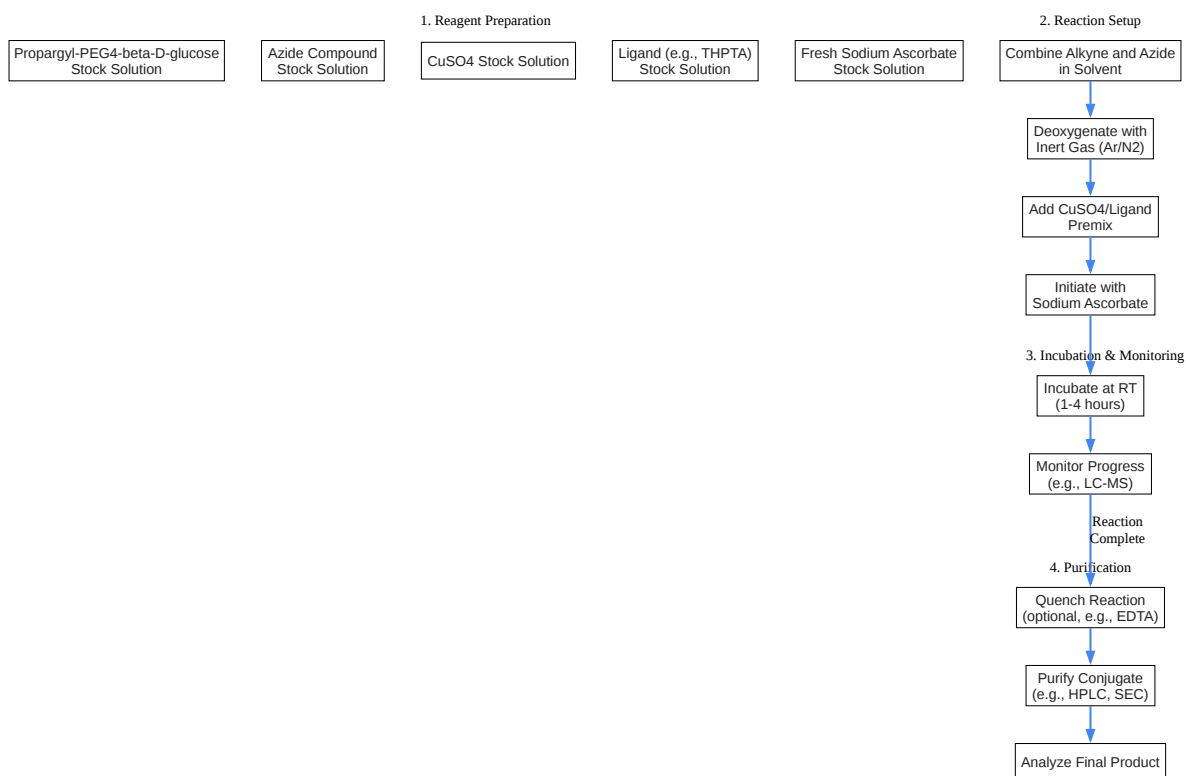 1. Reagent Preparation
2. Reaction Setup
Propargyl-PEG4-beta-D-glucose
Stock Solution
Azide Compound
Stock Solution
CuSO4 Stock Solution
Ligand (e.g., THPTA)
Stock Solution
Fresh Sodium Ascorbate
Stock Solution
Combine Alkyne and Azide
in Solvent
Deoxygenate with
Inert Gas (Ar/N2)
Add CuSO4/Ligand
Premix
Initiate with
Sodium Ascorbate
3. Incubation & Monitoring
Incubate at RT
(1-4 hours)
Monitor Progress
(e.g., LC-MS)
Reaction
Complete
4. Purification
Quench Reaction
(optional, e.g., EDTA)
Purify Conjugate
(e.g., HPLC, SEC)
Analyze Final Product